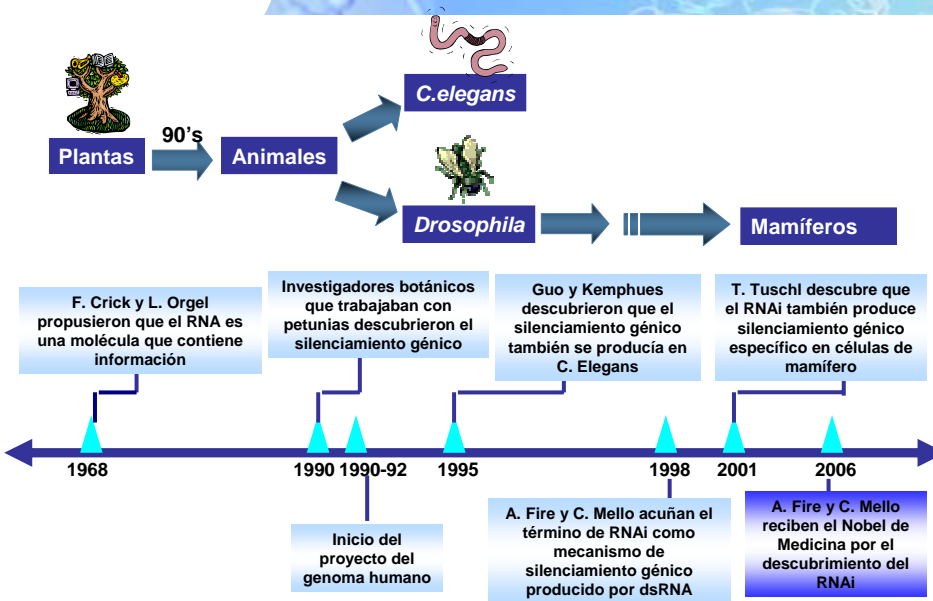 C.elegans
90's
Plantas
Animales
Drosophila
Mamíferos
F. Crick y L. Orgel
propusieron que el RNA es
una molécula que contiene
información
Investigadores botánicos
que trabajaban con
petunias descubrieron el
silenciamiento génico
Guo y Kemphues
descubrieron que el
silenciamiento génico
también se producía en
C. Elegans
T. Tuschl descubre que
el RNAi también produce
silenciamiento génico
específico en células de
mamífero
1968
1990
1990-92
1995
1998
2001
2006
Inicio del
proyecto del
genoma humano
A. Fire y C. Mello acuñan el
término de RNAi como
mecanismo de
silenciamiento génico
producido por dsRNA
A. Fire y C. Mello
reciben el Nobel de
Medicina por el
descubrimiento del
RNAi